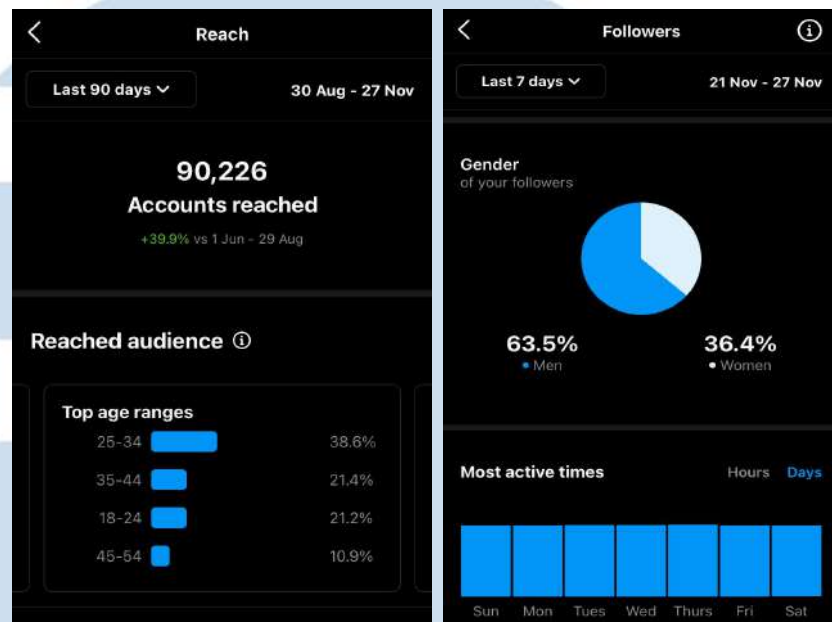 Reach
Last 90 days
30 Aug - 27 Nov
90,226
Accounts reached
+39.9% vs 1 Jun - 29 Aug
Reached audience
Top age ranges
25-34 38.6%
35-44 21.4%
18-24 21.2%
45-54 10.9%
Followers
Last 7 days
21 Nov - 27 Nov
Gender
of your followers
63.5% 36.4%
Men Women
Most active times
Hours Days
Sun Mon Tues Wed Thurs Fri Sat